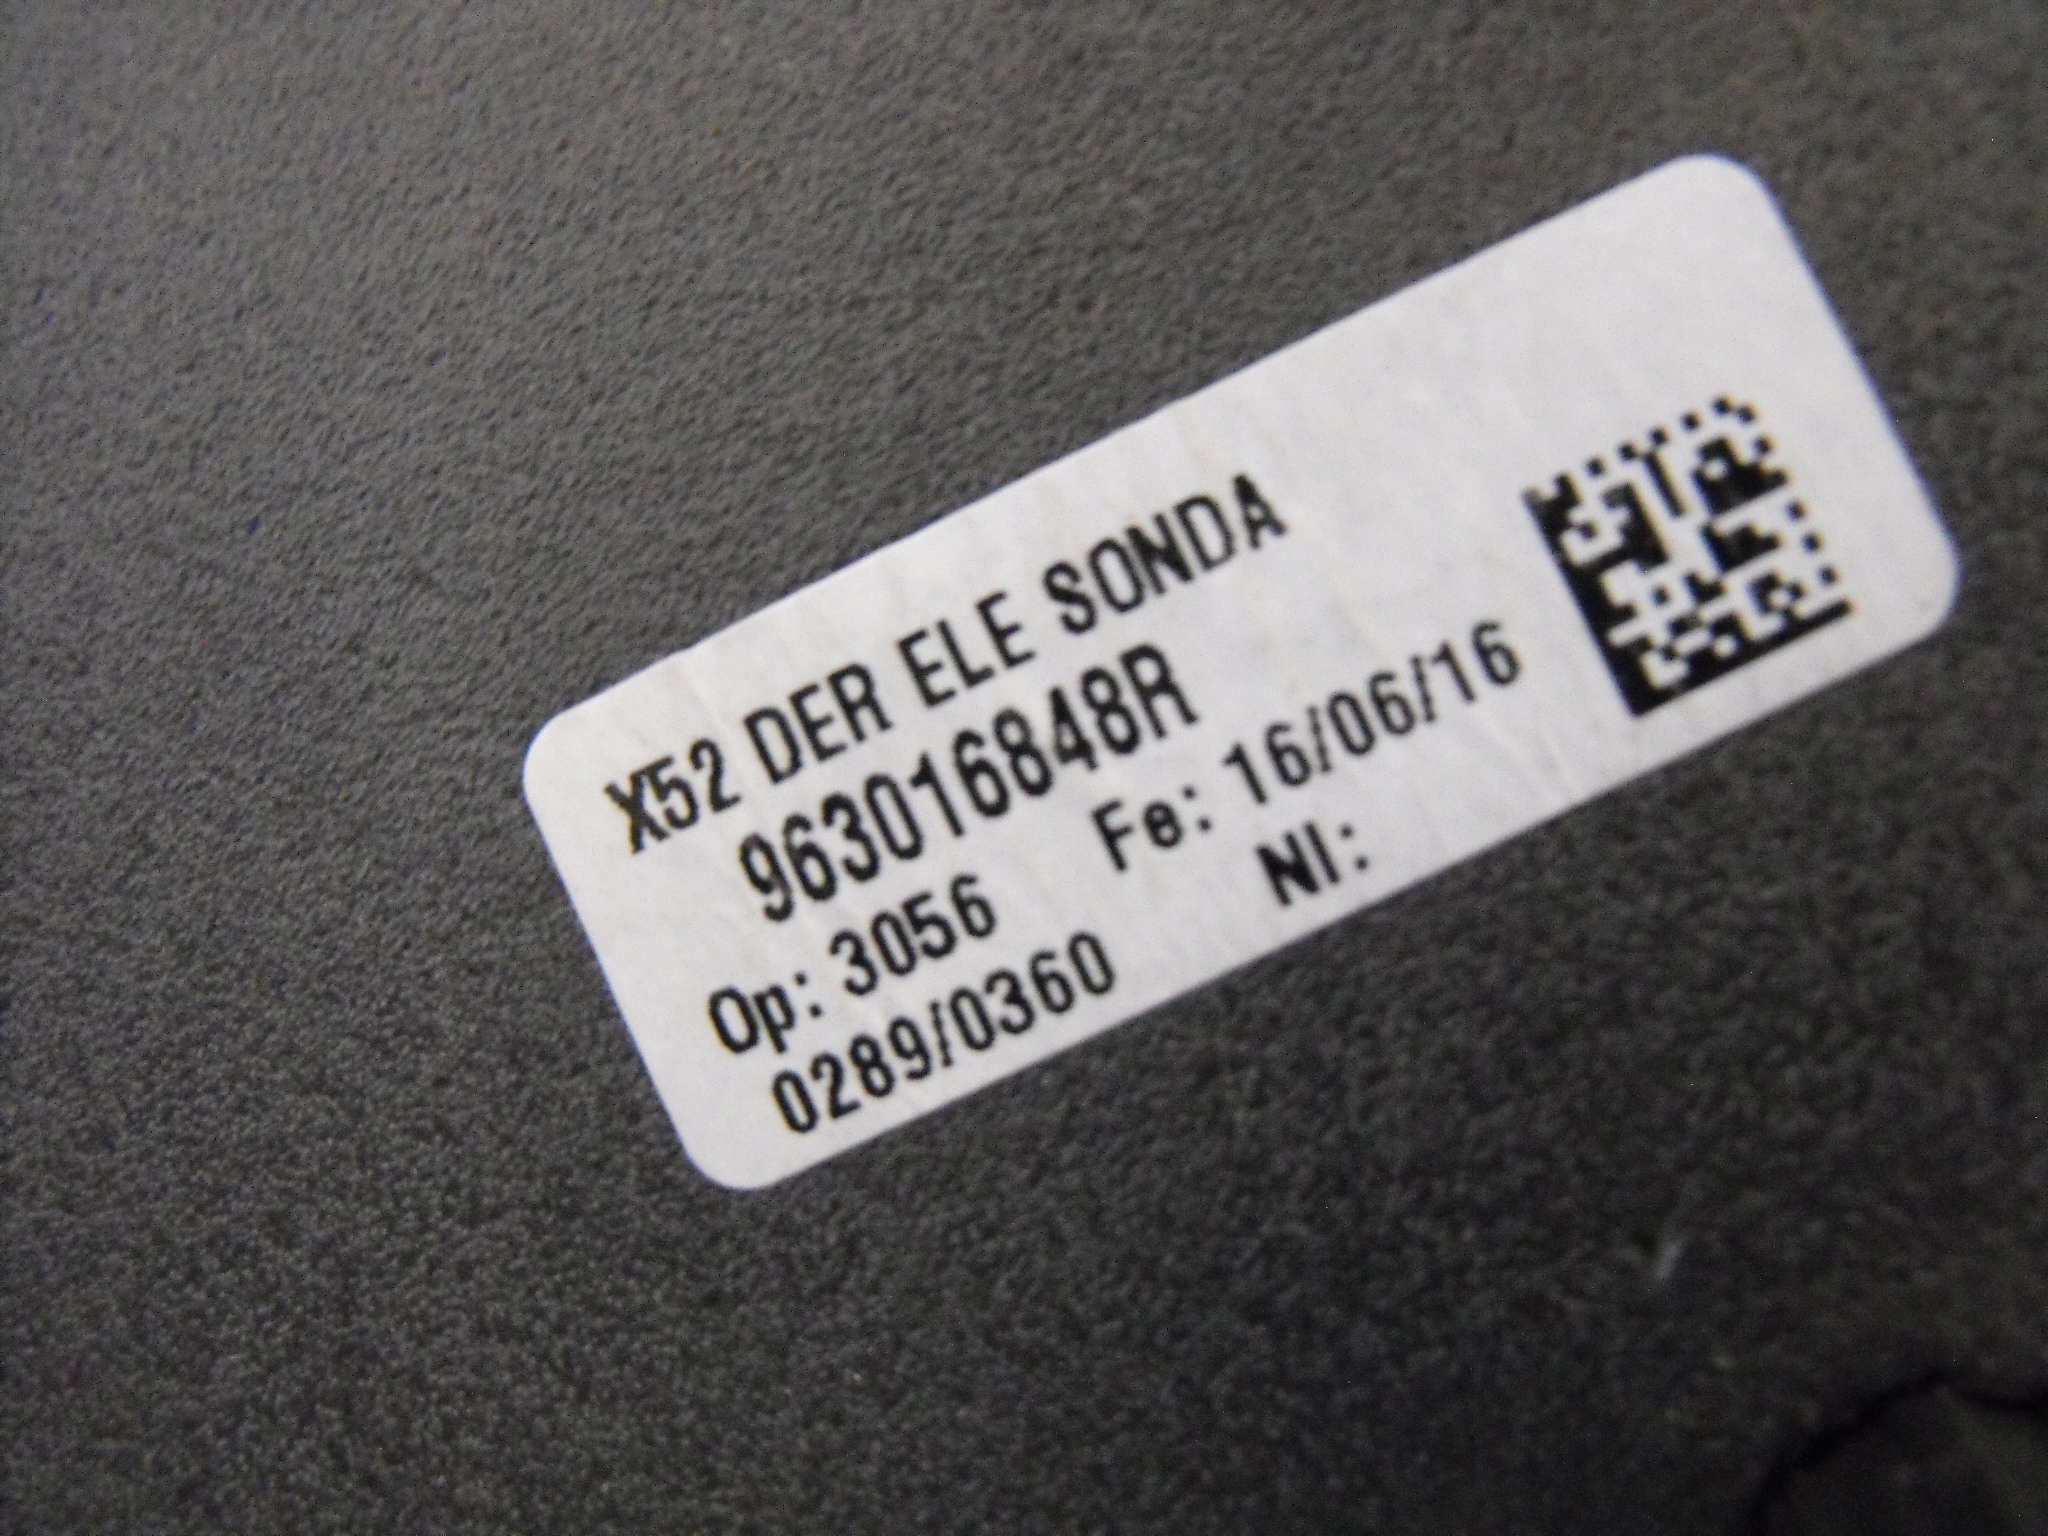 X52 DER ELE SONDA
963016848R
Op: 3056 Fe: 16/06/16
0289/0360 NI: